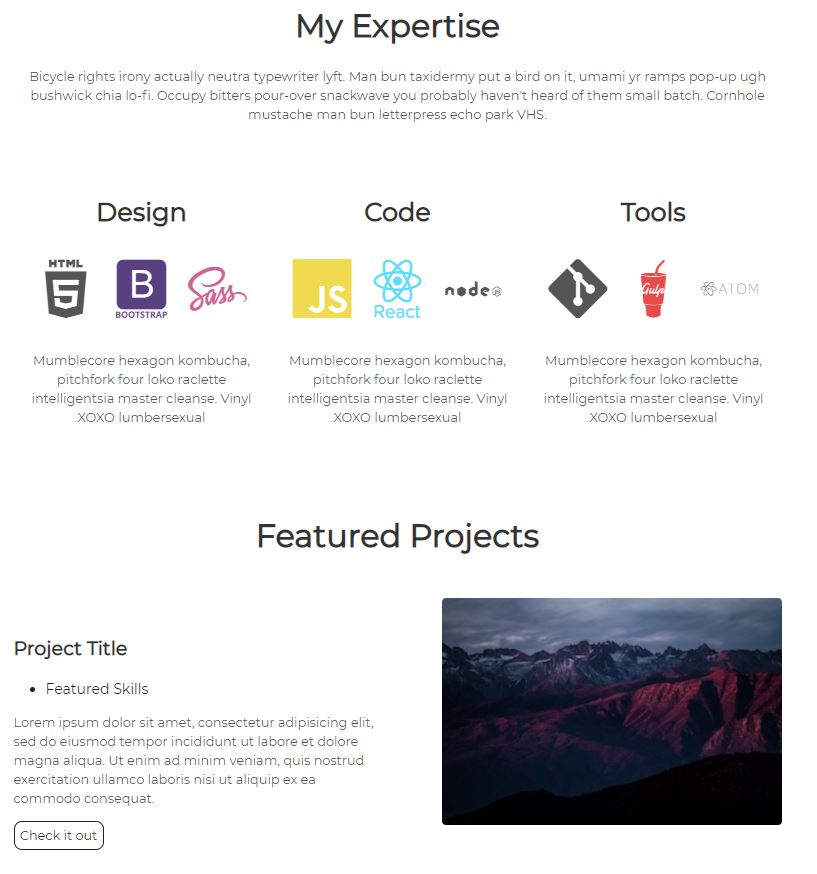 My Expertise
Bicycle rights irony actually neutra typewriter lyft. Man bun taxidermy put a bird on it, umami yr ramps pop-up ugh
bushwick chia lo-fi. Occupy bitters pour-over snackwave you probably haven't heard of them small batch. Cornhole
mustache man bun letterpress echo park VHS.
Design
Code
Tools
HTML
5
B
BOOTSTRAP
Sass
JS
React
node
JS
Gulp
ATOM
Mumblecore hexagon kombucha,
pitchfork four loko raclette
intelligentsia master cleanse. Vinyl
XOXO lumbersexual
Mumblecore hexagon kombucha,
pitchfork four loko raclette
intelligentsia master cleanse. Vinyl
XOXO lumbersexual
Mumblecore hexagon kombucha,
pitchfork four loko raclette
intelligentsia master cleanse. Vinyl
XOXO lumbersexual
Featured Projects
Project Title
• Featured Skills
Lorem ipsum dolor sit amet, consectetur adipisicing elit,
sed do eiusmod tempor incididunt ut labore et dolore
magna aliqua. Ut enim ad minim veniam, quis nostrud
exercitation ullamco laboris nisi ut aliquip ex ea
commodo consequat.
Check it out